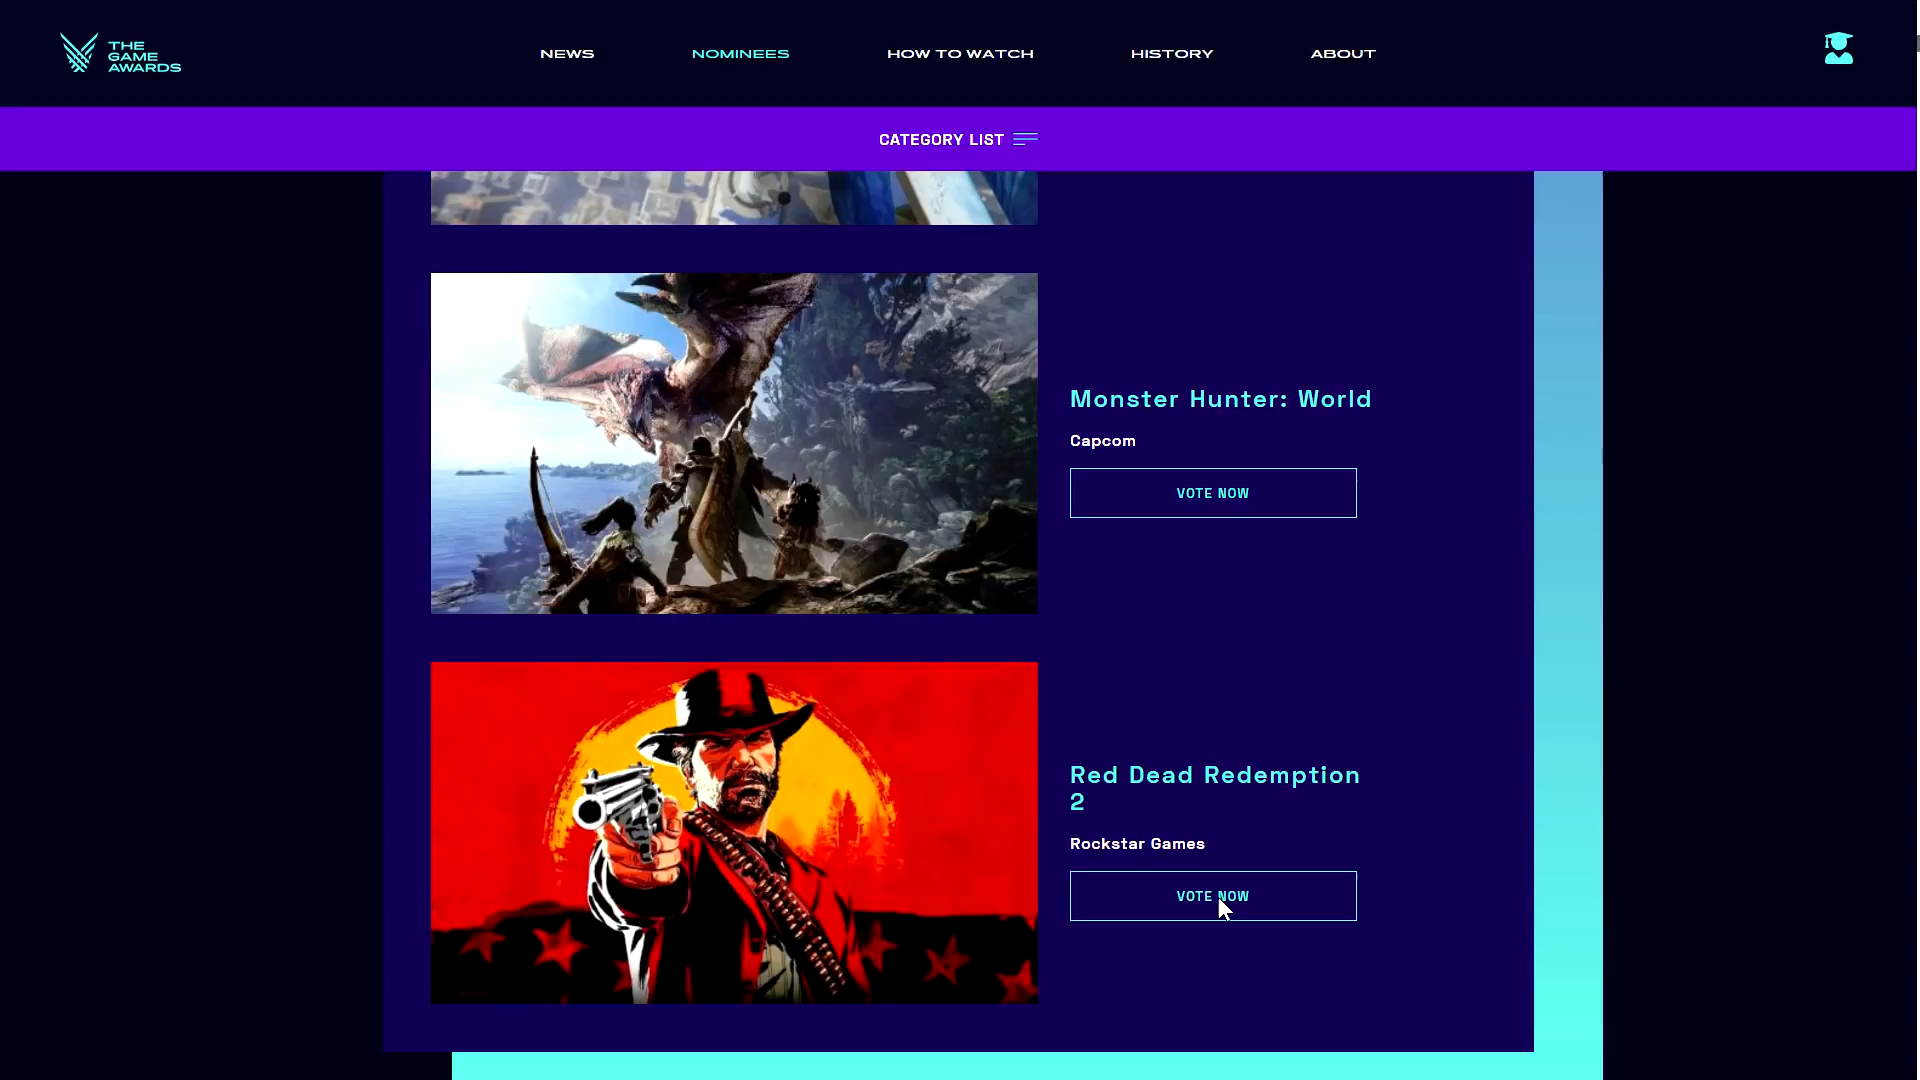 THE
GAME
AWARDS
NEWS
NOMINEES
HOW TO WATCH
HISTORY
ABOUT
CATEGORY LIST
Monster Hunter: World
Capcom
VOTE NOW
Red Dead Redemption
2
Rockstar Games
VOTE NOW